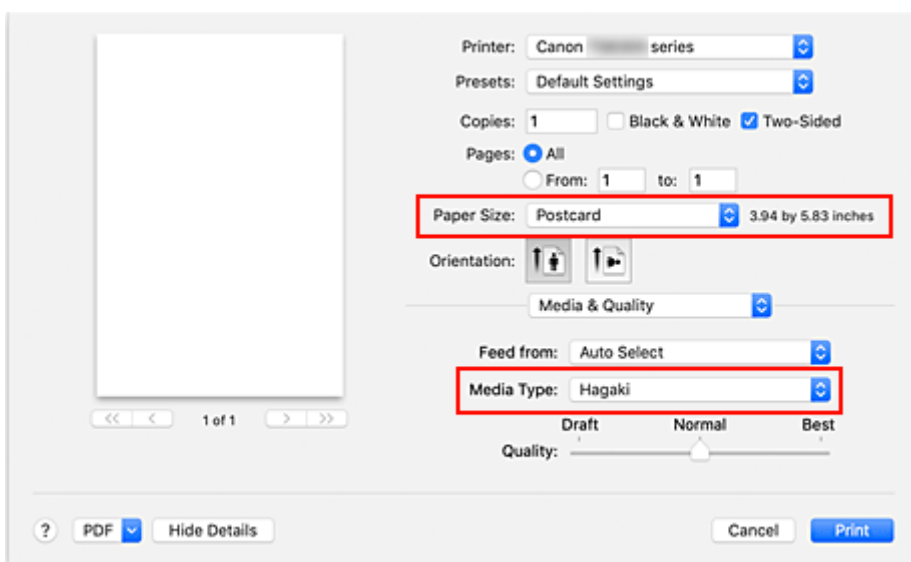 Printer: Canon series
Presets: Default Settings
Copies: 1 Black & White Two-Sided
Pages: All
From: 1 to: 1
Paper Size: Postcard 3.94 by 5.83 inches
Orientation:
Media & Quality
Feed from: Auto Select
Media Type: Hagaki
<< < 1 of 1 > >>
Draft Normal Best
Quality:
? PDF Hide Details Cancel Print